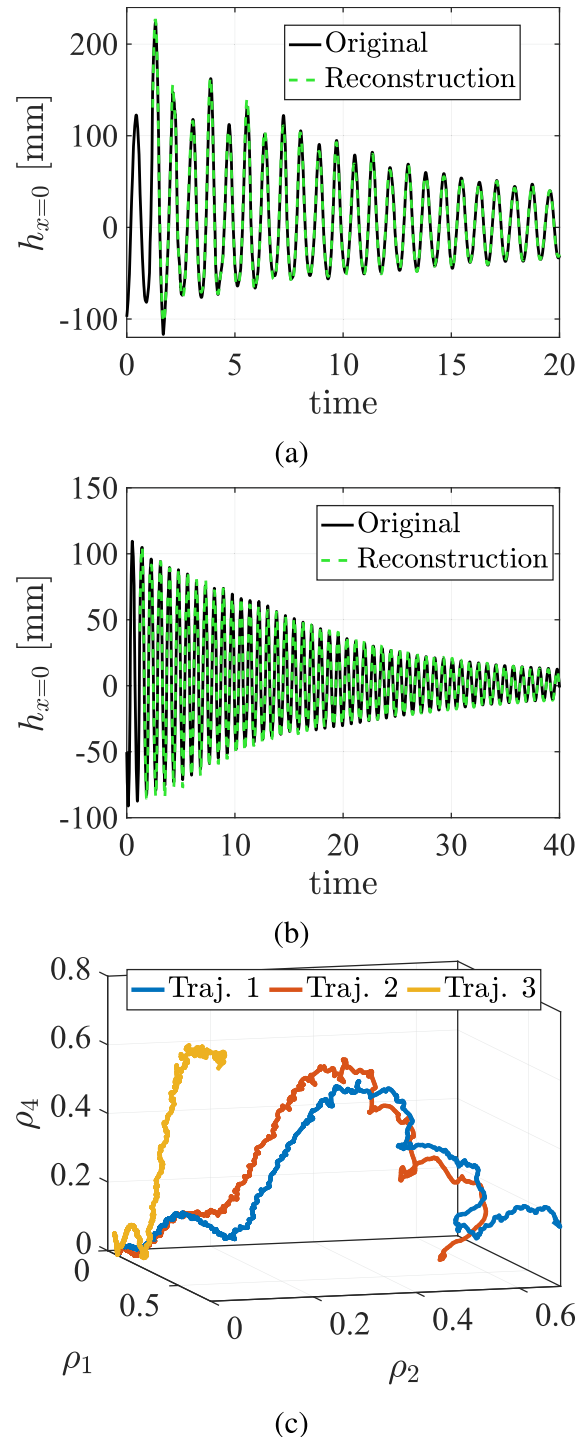 200
100
0
-100
h_{x=0} [mm]
Original
Reconstruction
0 5 10 15 20
time
(a)
150
100
50
0
-50
-100
h_{x=0} [mm]
Original
Reconstruction
0 10 20 30 40
time
(b)
0.8
0.6
0.4
0.2
0
ρ_4
Traj. 1 Traj. 2 Traj. 3
0
0.5
ρ_1
0 0.2 0.4 0.6
ρ_2
(c)